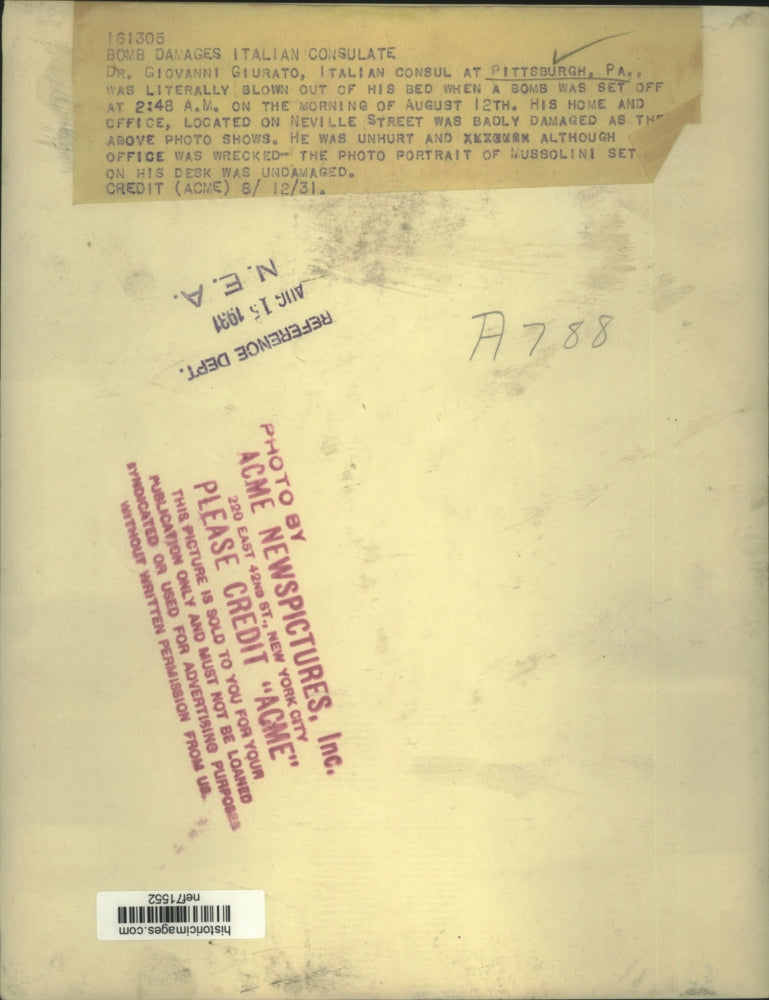 161306
BOMB DAMAGES ITALIAN CONSULATE
DR. GIOVANNI GIURATO, ITALIAN CONSUL AT PITTSBURGH, PA.,
WAS LITERALLY BLOWN OUT OF HIS BED WHEN A BOMB WAS SET OFF
AT 2:48 A.M. ON THE MORNING OF AUGUST 12TH. HIS HOME AND
OFFICE, LOCATED ON NEVILLE STREET WAS BADLY DAMAGED AS THE
ABOVE PHOTO SHOWS. HE WAS UNHURT AND ALTHOUGH
OFFICE WAS WRECKED- THE PHOTO PORTRAIT OF MUSSOLINI SET
ON HIS DESK WAS UNDAMAGED.
CREDIT (ACME) 8/ 12/31.
REFERENCE DEPT.
AUG 15 1931
N. E. A.
A788
PHOTO BY
ACME NEWSPICTURES, Inc.
220 EAST 42ND ST., NEW YORK CITY
PLEASE CREDIT "ACME"
THIS PICTURE IS SOLD TO YOU FOR YOUR
PUBLICATION ONLY AND MUST NOT BE LOANED
SYNDICATED OR USED FOR ADVERTISING PURPOSES
WITHOUT WRITTEN PERMISSION FROM US.
historicimages.com
nef71552